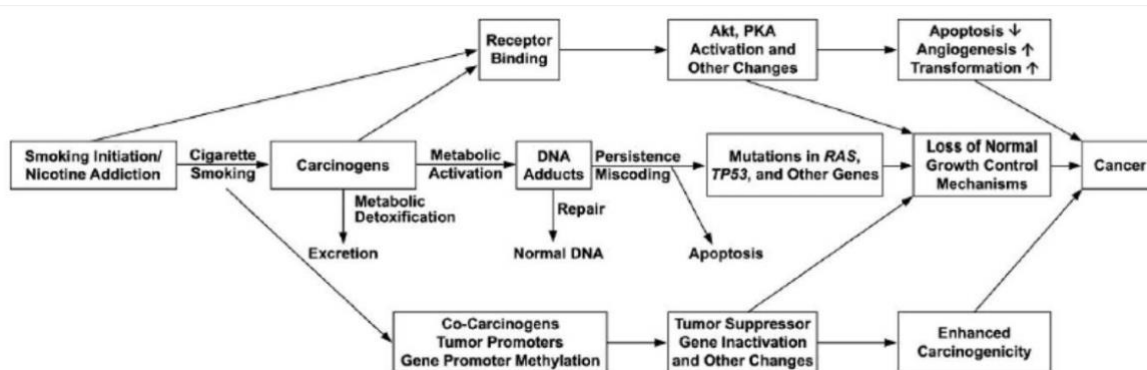 Receptor
Binding
Akt, PKA
Activation and
Other Changes
Apoptosis ↓
Angiogenesis ↑
Transformation ↑
Smoking Initiation/
Nicotine Addiction
Cigarette
Smoking
Carcinogens
Metabolic
Activation
DNA
Adducts
Persistence
Miscoding
Mutations in RAS,
TP53, and Other Genes
Loss of Normal
Growth Control
Mechanisms
Cancer
Metabolic
Detoxification
Repair
Excretion
Normal DNA
Apoptosis
Co-Carcinogens
Tumor Promoters
Gene Promoter Methylation
Tumor Suppressor
Gene Inactivation
and Other Changes
Enhanced
Carcinogenicity